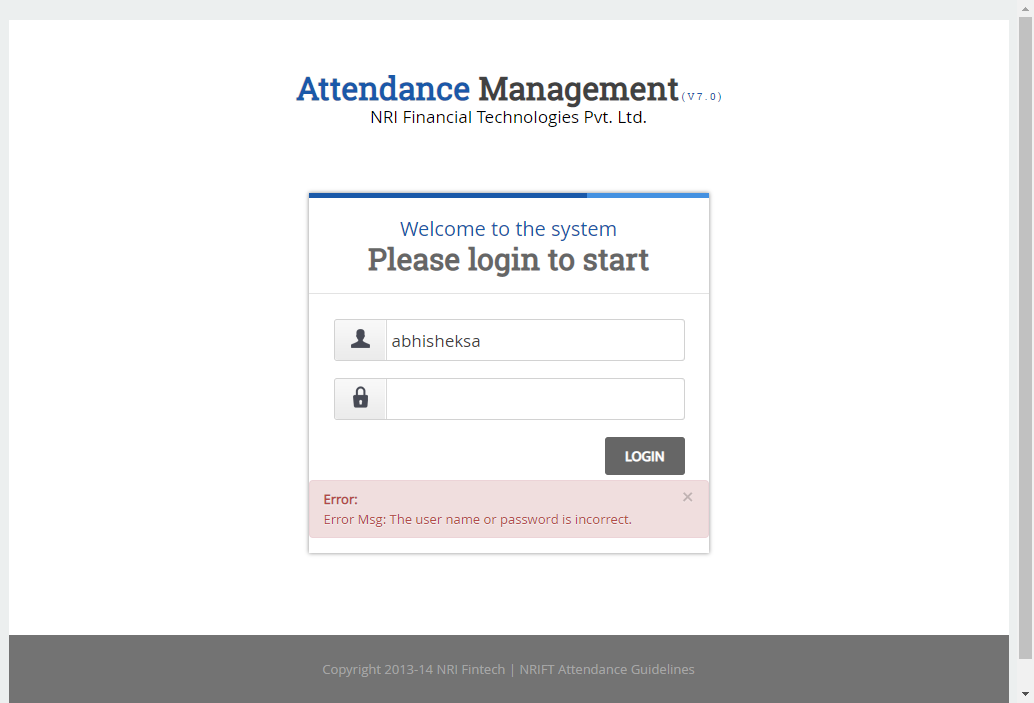 Attendance Management (V7.0)
NRI Financial Technologies Pvt. Ltd.
Welcome to the system
Please login to start
abhisheksa
LOGIN
Error:
×
Error Msg: The user name or password is incorrect.
Copyright 2013-14 NRI Fintech | NRIFT Attendance Guidelines